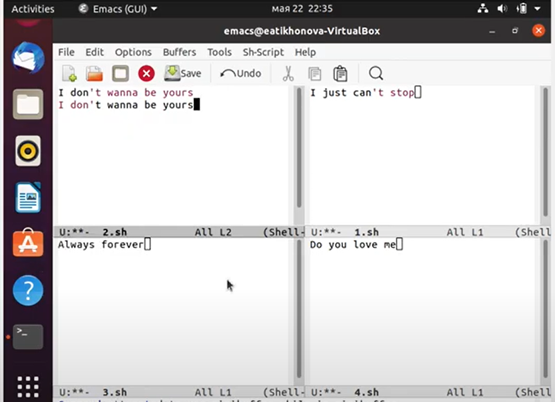 Activities Emacs (GUI) мая 22 22:35
emacs@eatikhonova-VirtualBox
File Edit Options Buffers Tools Sh-Script Help
Save Undo
I don't wanna be yours
I don't wanna be yours
I just can't stop
U:**- 2.sh All L2 (Shell-
U:**- 1.sh All L1 (Shell-
Always forever
Do you love me
U:**- 3.sh All L1 (Shell-
U:**- 4.sh All L1 (Shell-